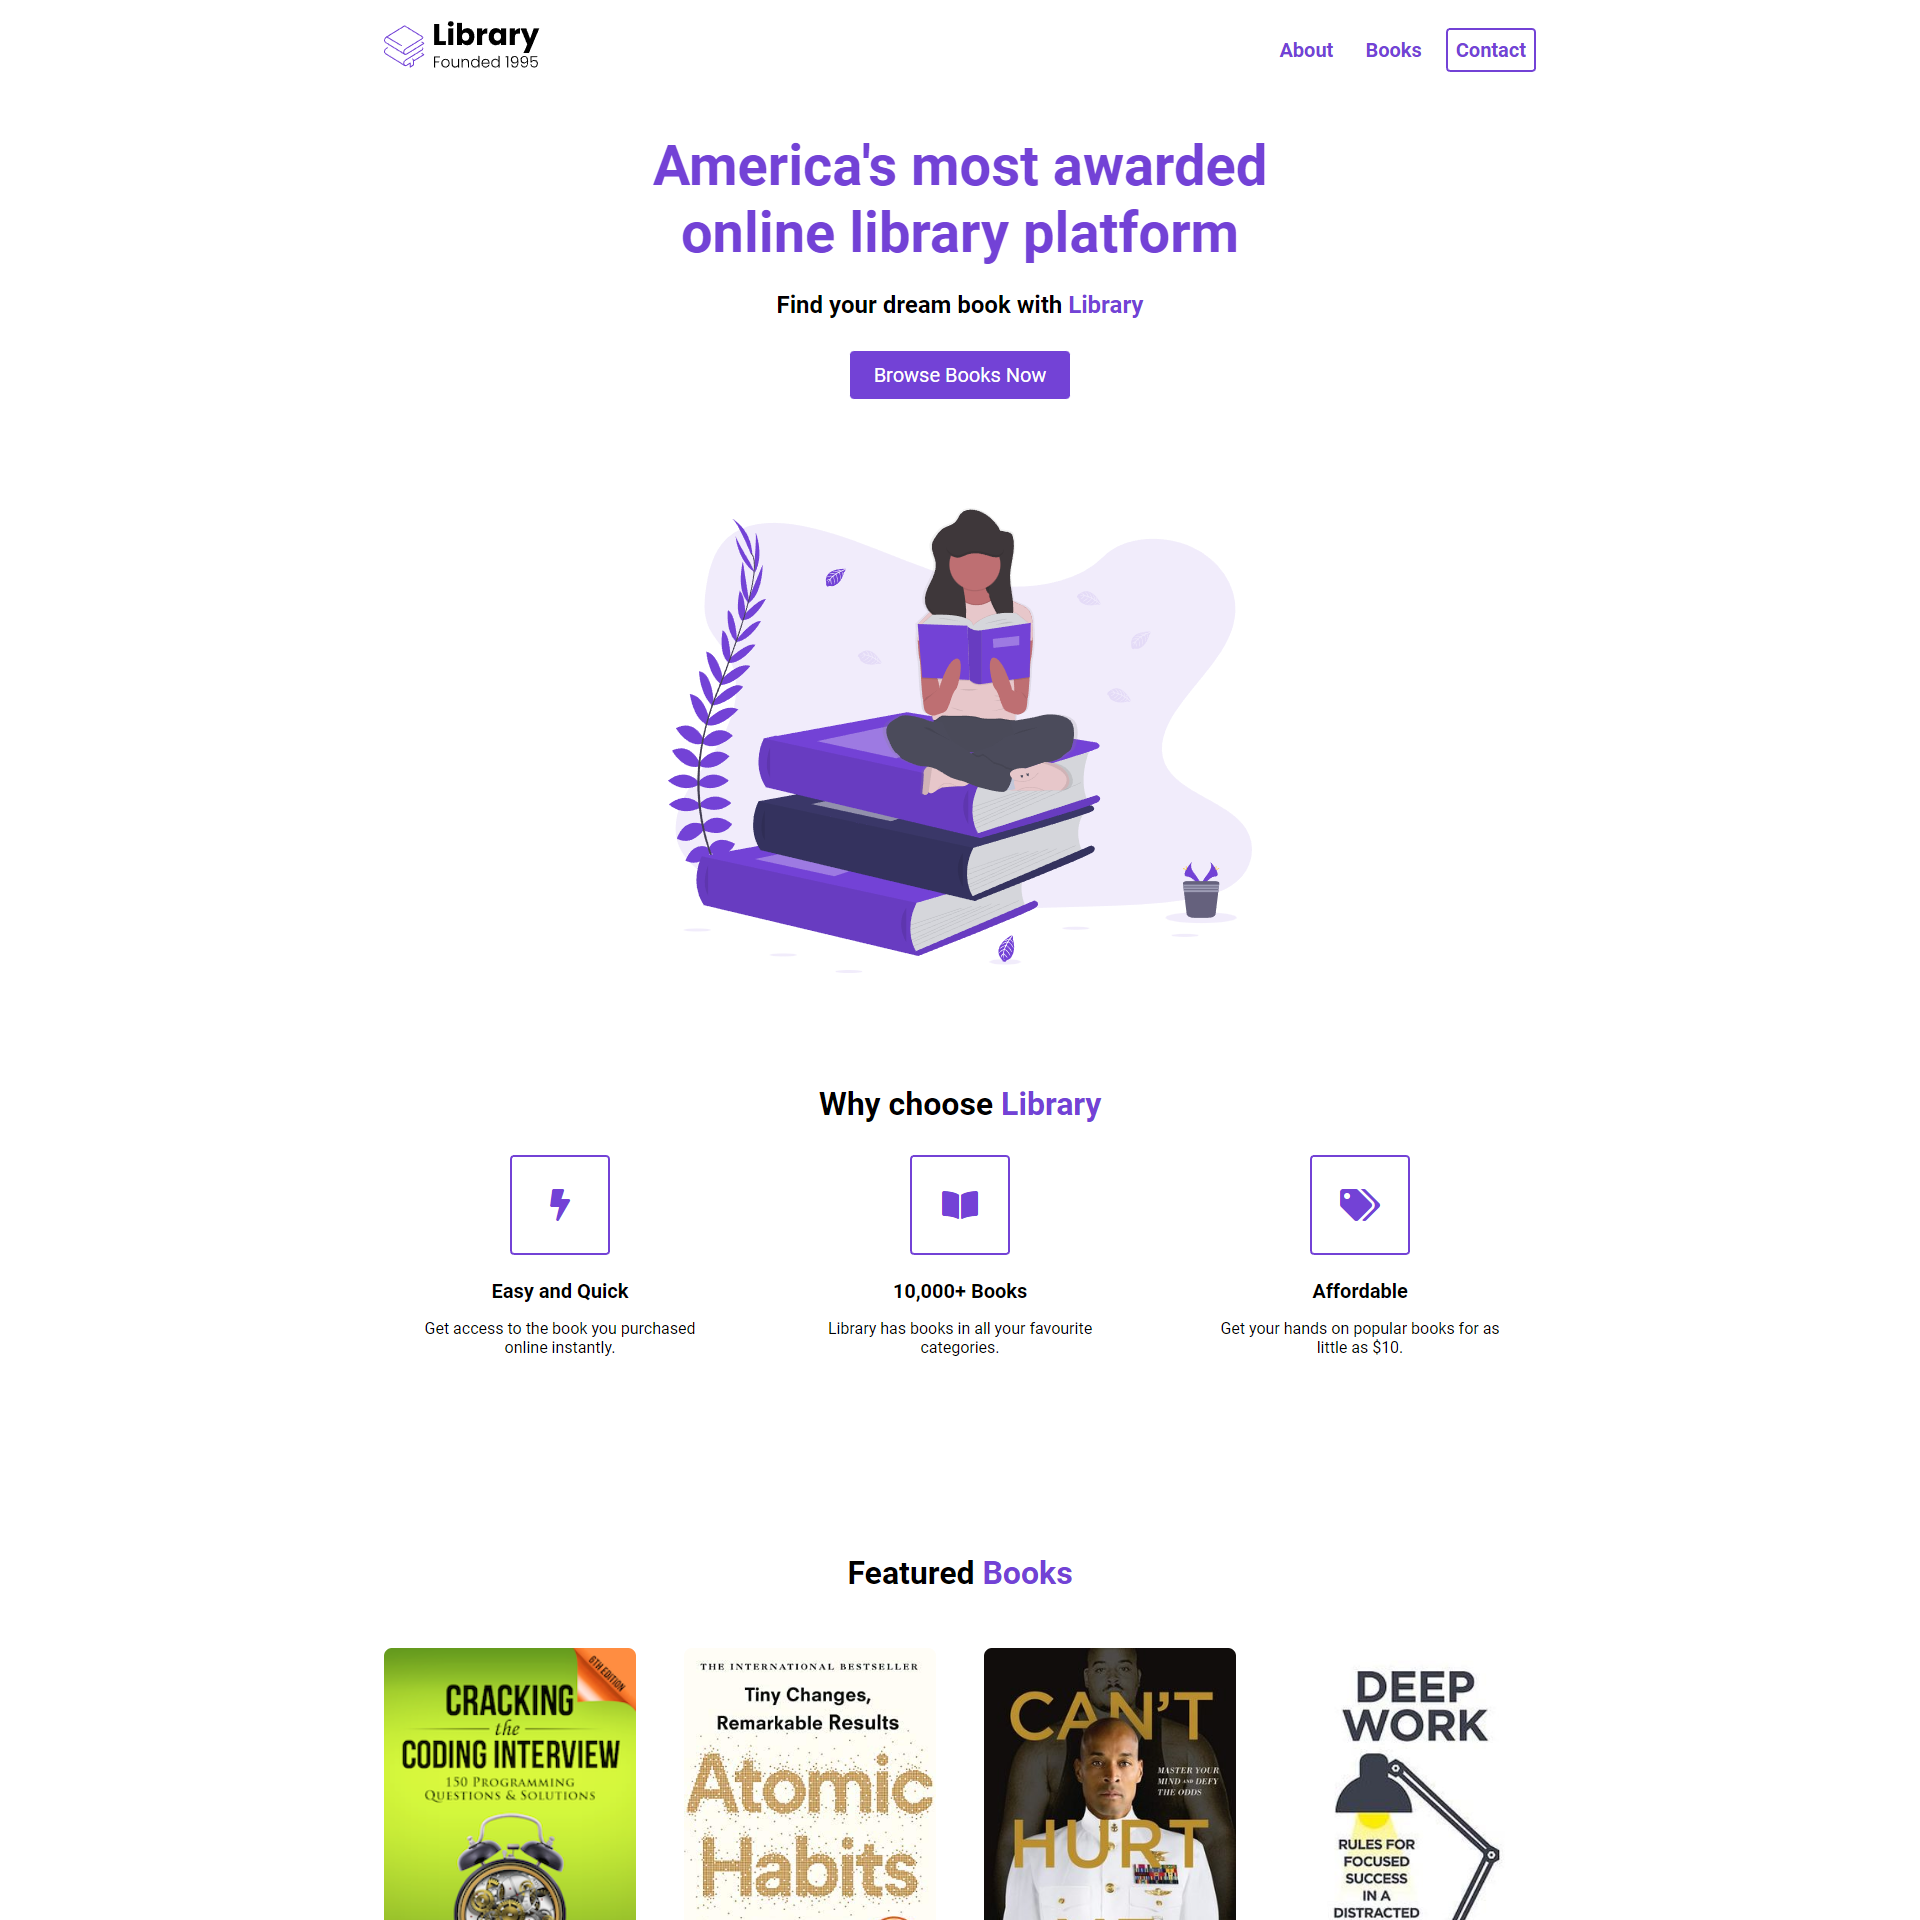 Library
Founded 1995
About
Books
Contact
America's most awarded
online library platform
Find your dream book with Library
Browse Books Now
Why choose Library
Easy and Quick
Get access to the book you purchased
online instantly.
10,000+ Books
Library has books in all your favourite
categories.
Affordable
Get your hands on popular books for as
little as $10.
Featured Books
6TH EDITION
CRACKING
the
CODING INTERVIEW
150 PROGRAMMING
QUESTIONS & SOLUTIONS
THE INTERNATIONAL BESTSELLER
Tiny Changes,
Remarkable Results
Atomic
Habits
CAN'T
MASTER YOUR
MIND AND DEFY
THE ODDS
HURT
DEEP
WORK
RULES FOR
FOCUSED
SUCCESS
IN A
DISTRACTED